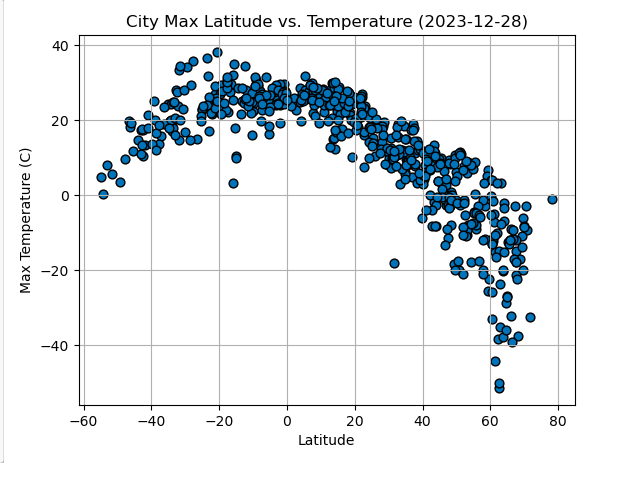 City Max Latitude vs. Temperature (2023-12-28)
40
20
0
−20
−40
Max Temperature (C)
−60 −40 −20 0 20 40 60 80
Latitude